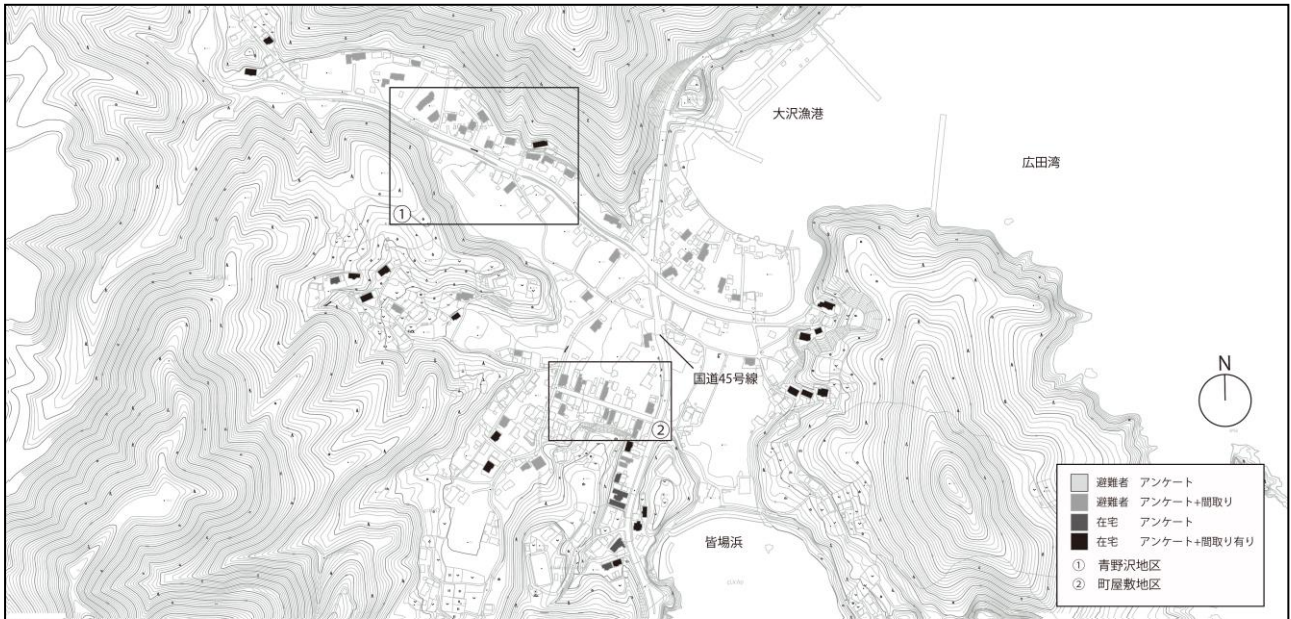 大沢漁港
広田湾
①
国道45号線
②
皆場浜
N
避難者 アンケート
避難者 アンケート+間取り
在宅 アンケート
在宅 アンケート+間取り有り
① 青野沢地区
② 町屋敷地区